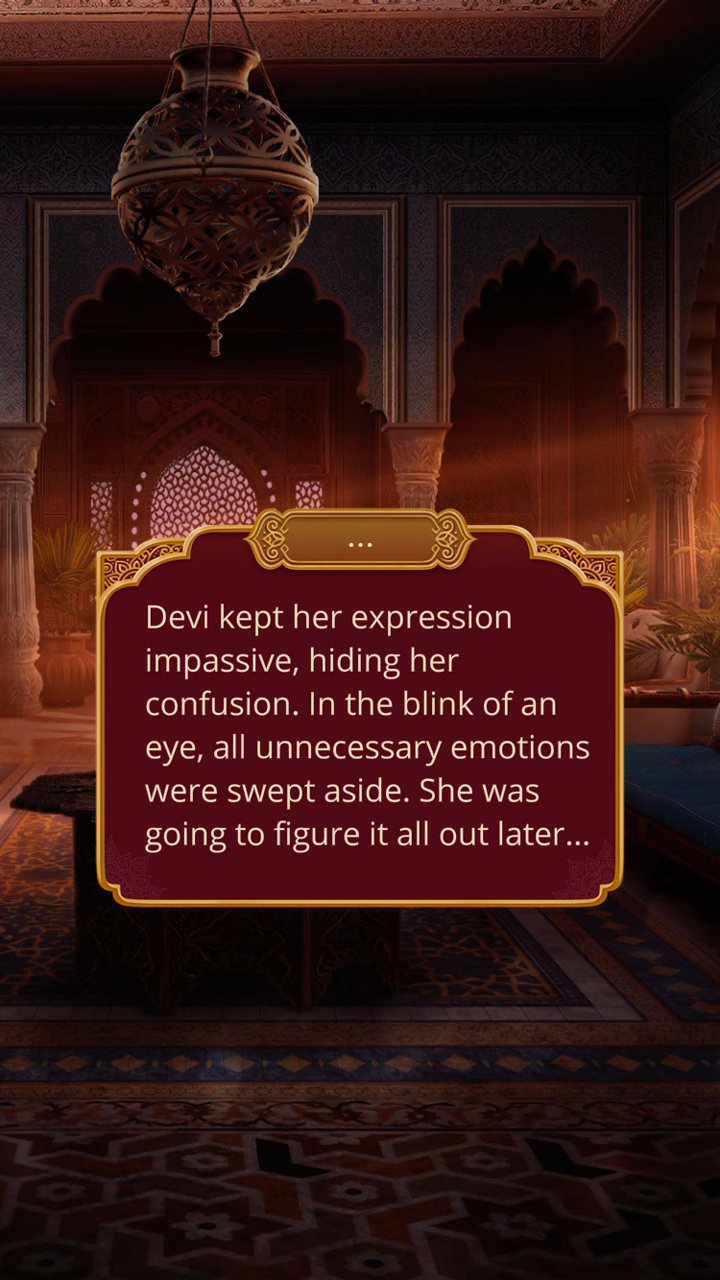 ...
Devi kept her expression
impassive, hiding her
confusion. In the blink of an
eye, all unnecessary emotions
were swept aside. She was
going to figure it all out later...